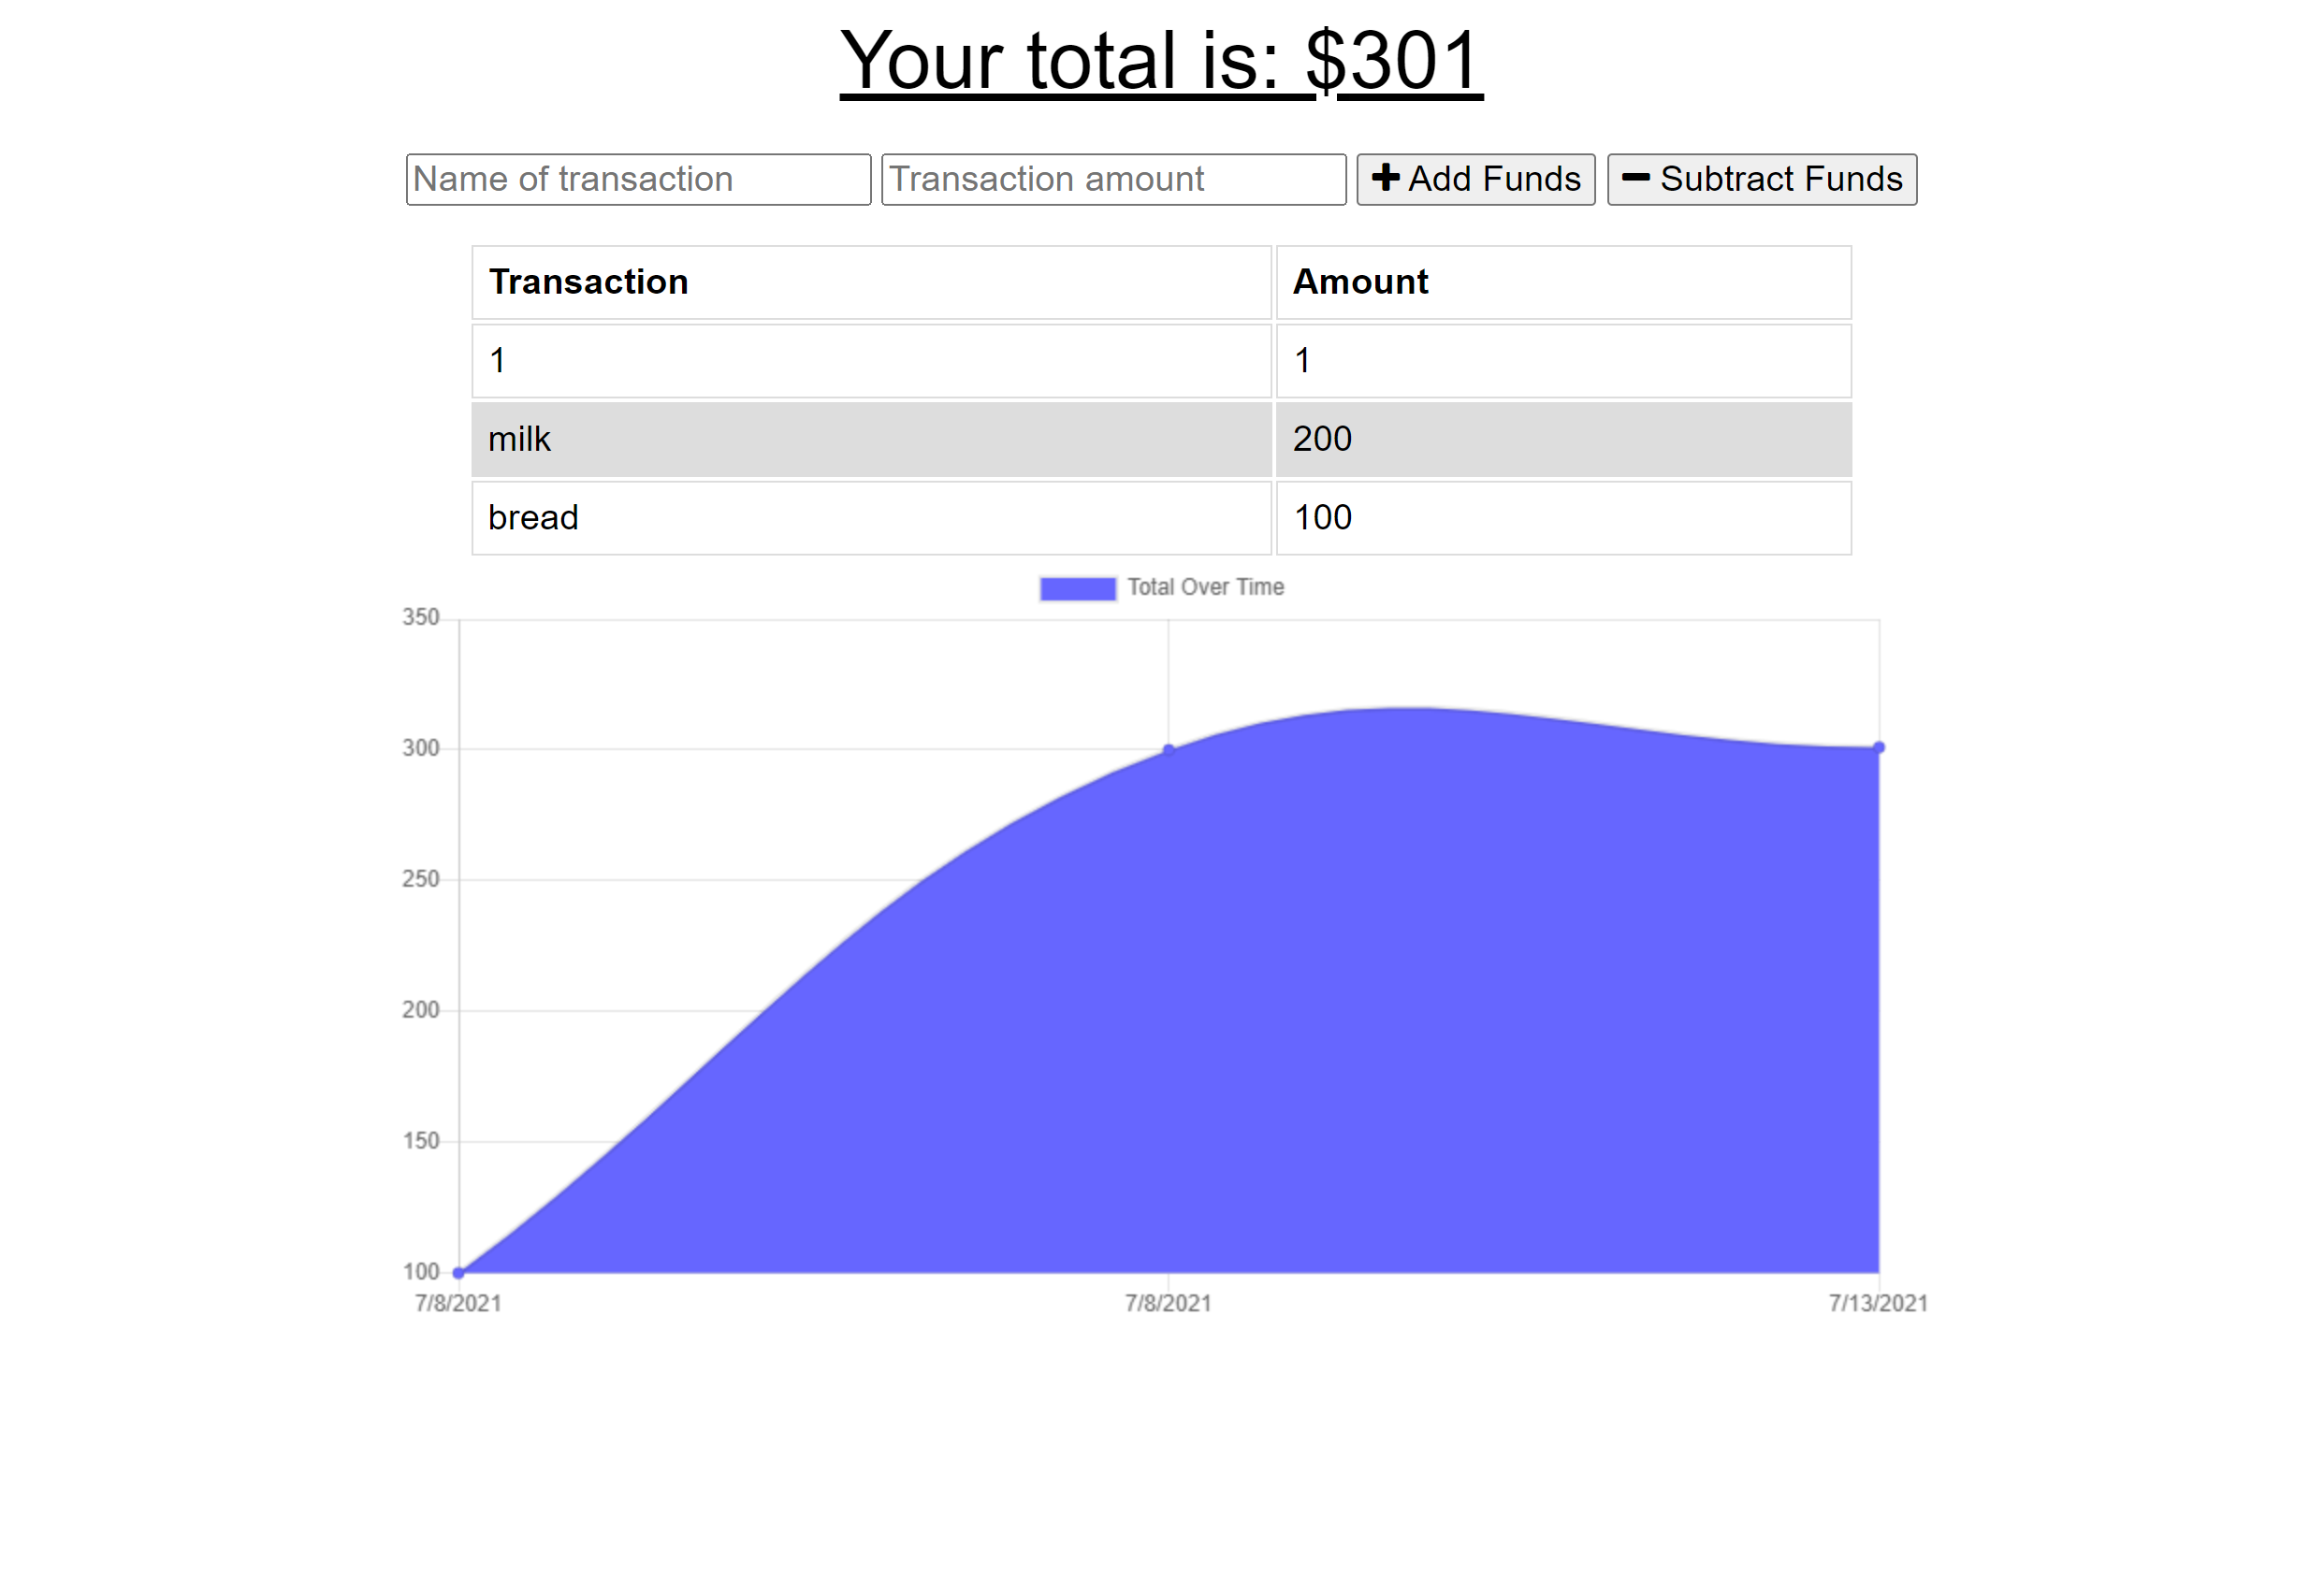 Your total is: $301
Name of transaction Transaction amount Add Funds Subtract Funds
Transaction Amount
1 1
milk 200
bread 100
Total Over Time
350
300
250
200
150
100
7/8/2021 7/8/2021 7/13/2021